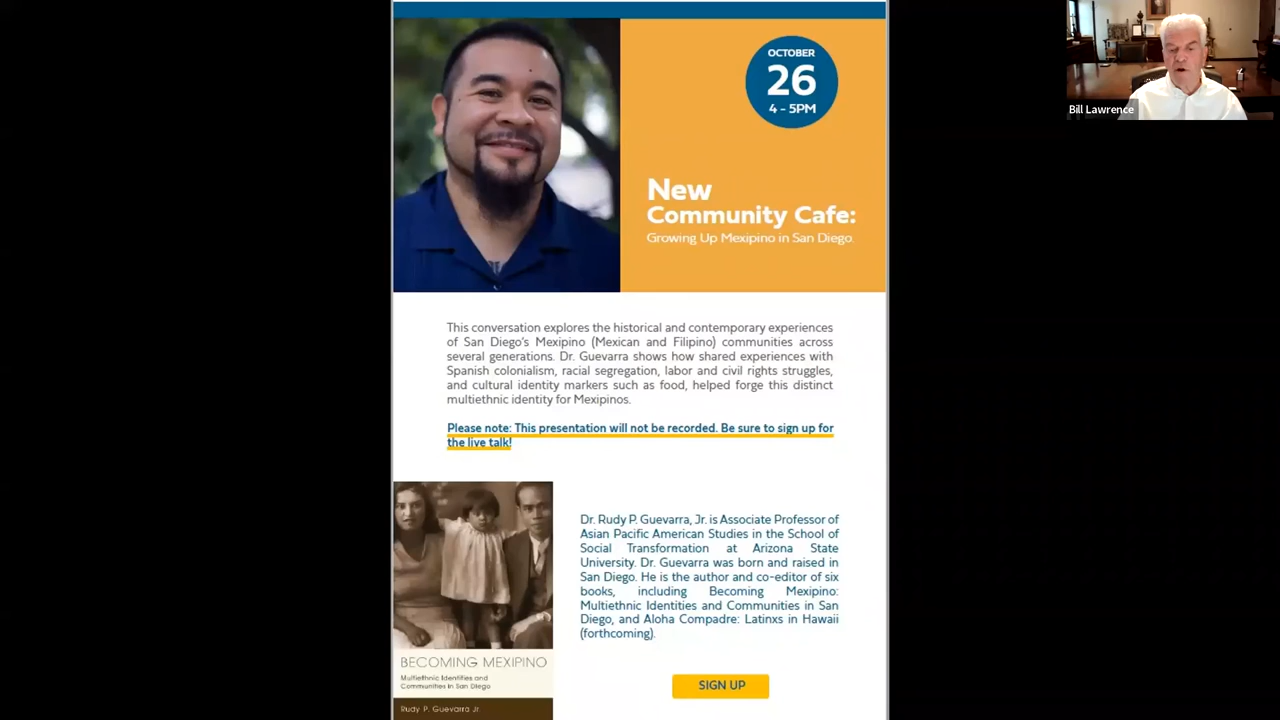 OCTOBER
26
4 - 5PM
New
Community Cafe:
Growing Up Mexipino in San Diego.
Bill Lawrence
This conversation explores the historical and contemporary experiences
of San Diego's Mexipino (Mexican and Filipino) communities across
several generations. Dr. Guevarra shows how shared experiences with
Spanish colonialism, racial segregation, labor and civil rights struggles,
and cultural identity markers such as food, helped forge this distinct
multiethnic identity for Mexipinos.
Please note: This presentation will not be recorded. Be sure to sign up for
the live talk!
BECOMING MEXIPINO
Multiethnic Identities and
Communities in San Diego
Rudy P. Guevarra Jr.
Dr. Rudy P. Guevarra, Jr. is Associate Professor of
Asian Pacific American Studies in the School of
Social Transformation at Arizona State
University. Dr. Guevarra was born and raised in
San Diego. He is the author and co-editor of six
books, including Becoming Mexipino:
Multiethnic Identities and Communities in San
Diego, and Aloha Compadre: Latinxs in Hawaii
(forthcoming).
SIGN UP